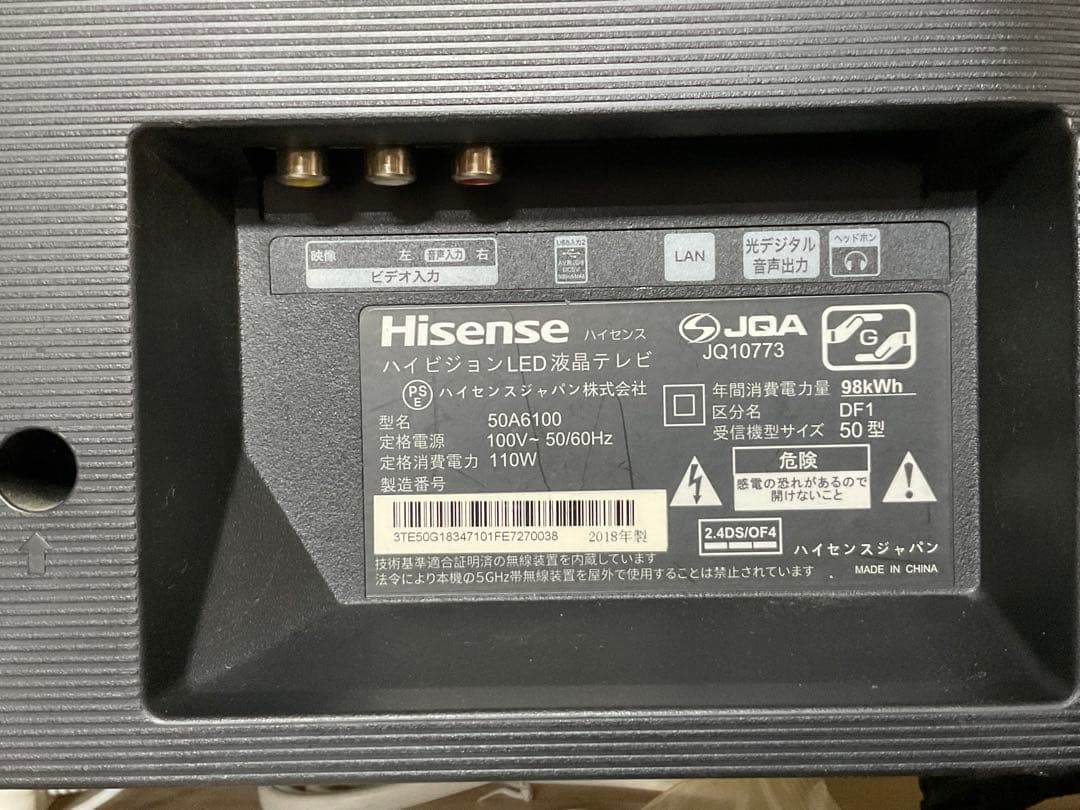 映像 左 音声入力 右
ビデオ入力
USB入力2
LAN
光デジタル
音声出力
ヘッドホン
Hisense ハイセンス
ハイビジョンLED液晶テレビ
PSE ハイセンスジャパン株式会社
型名 50A6100
定格電源 100V~ 50/60Hz
定格消費電力 110W
製造番号
3TE50G18347101FE7270038 2018年製
技術基準適合証明済の無線装置を内蔵しています
法令により本機の5GHz帯無線装置を屋外で使用することは禁止されています
JQA
JQ10773
G
年間消費電力量 98kWh
区分名 DF1
受信機型サイズ 50型
危険
感電の恐れがあるので
開けないこと
2.4DS/OF4
ハイセンスジャパン
MADE IN CHINA